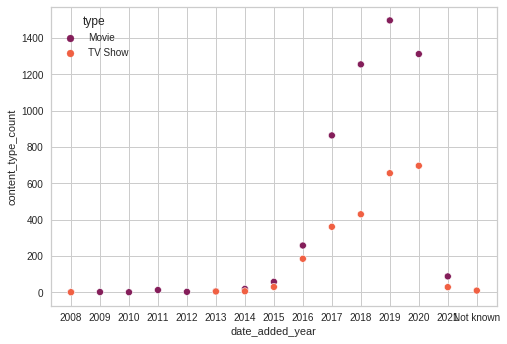 type
Movie
TV Show
1400
1200
1000
800
600
400
200
0
content_type_count
2008 2009 2010 2011 2012 2013 2014 2015 2016 2017 2018 2019 2020 2021 Not known
date_added_year